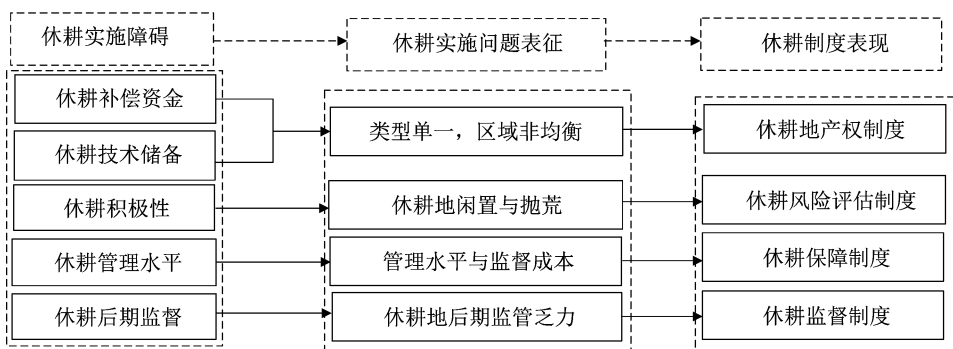 休耕实施障碍
休耕实施问题表征
休耕制度表现
休耕补偿资金
休耕技术储备
休耕积极性
休耕管理水平
休耕后期监督
类型单一，区域非均衡
休耕地闲置与抛荒
管理水平与监督成本
休耕地后期监管乏力
休耕地产权制度
休耕风险评估制度
休耕保障制度
休耕监督制度